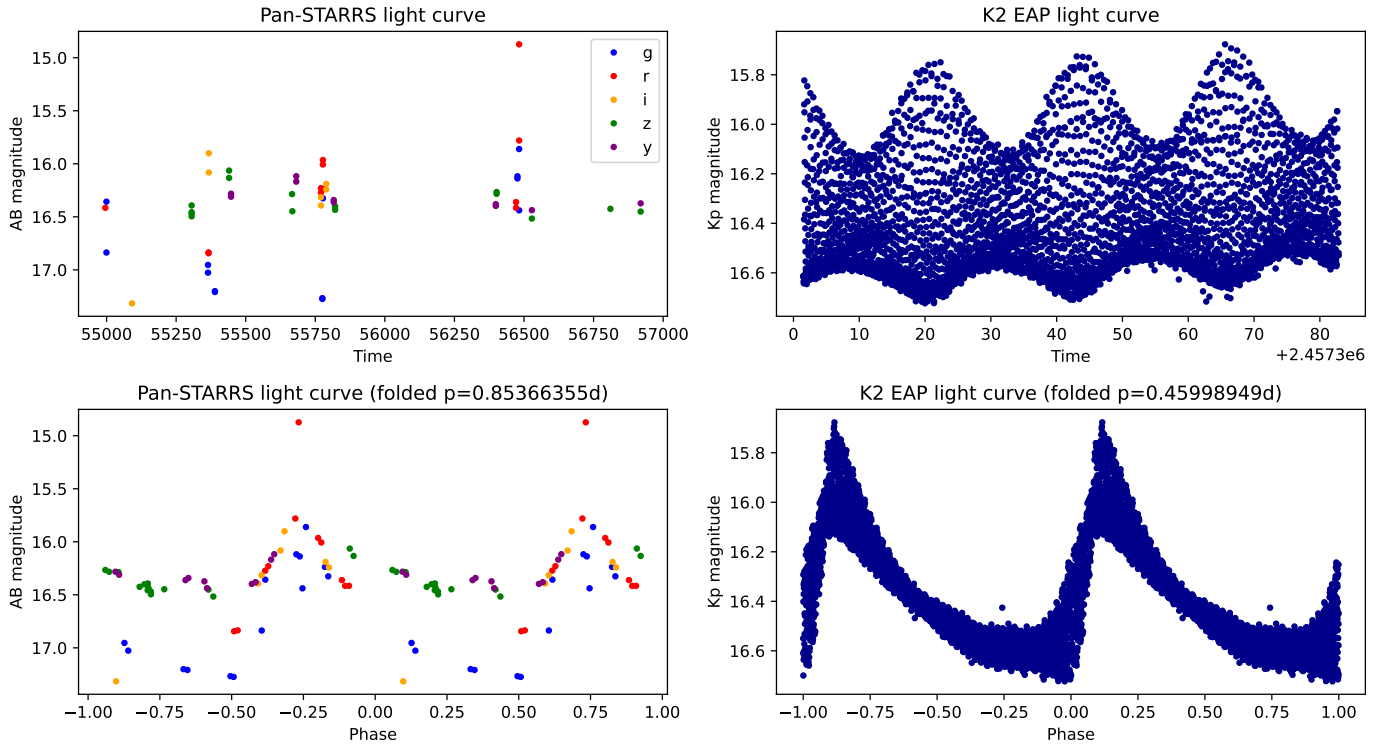 Pan-STARRS light curve
AB magnitude
15.0
15.5
16.0
16.5
17.0
g
r
i
z
y
55000 55250 55500 55750 56000 56250 56500 56750 57000
Time
K2 EAP light curve
Kp magnitude
15.8
16.0
16.2
16.4
16.6
0 10 20 30 40 50 60 70 80
Time
+2.4573e6
Pan-STARRS light curve (folded p=0.85366355d)
AB magnitude
15.0
15.5
16.0
16.5
17.0
−1.00 −0.75 −0.50 −0.25 0.00 0.25 0.50 0.75 1.00
Phase
K2 EAP light curve (folded p=0.45998949d)
Kp magnitude
15.8
16.0
16.2
16.4
16.6
−1.00 −0.75 −0.50 −0.25 0.00 0.25 0.50 0.75 1.00
Phase